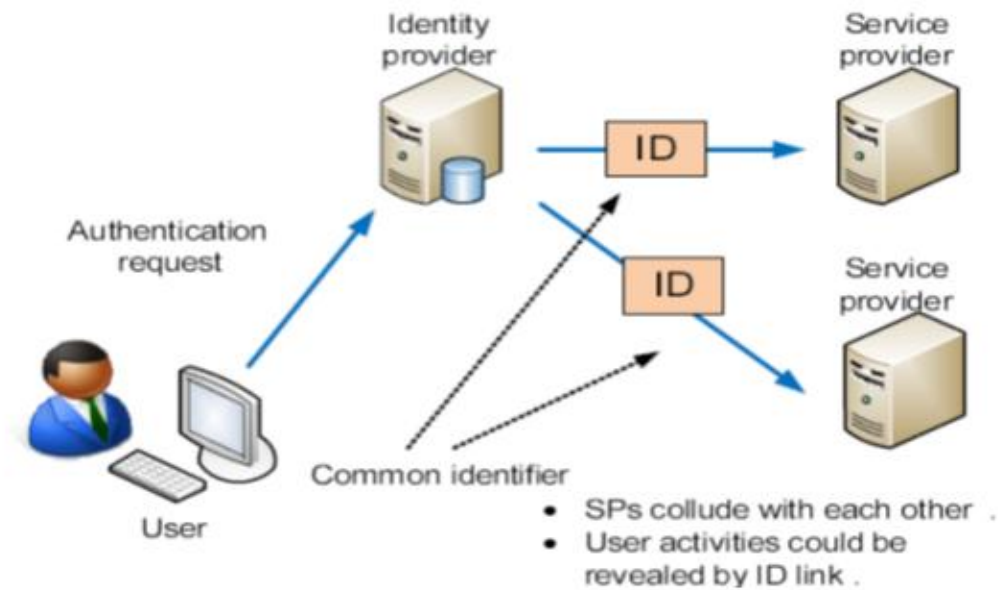 Identity
provider
Service
provider
ID
Authentication
request
ID
Service
provider
Common identifier
User
• SPs collude with each other .
• User activities could be
revealed by ID link .